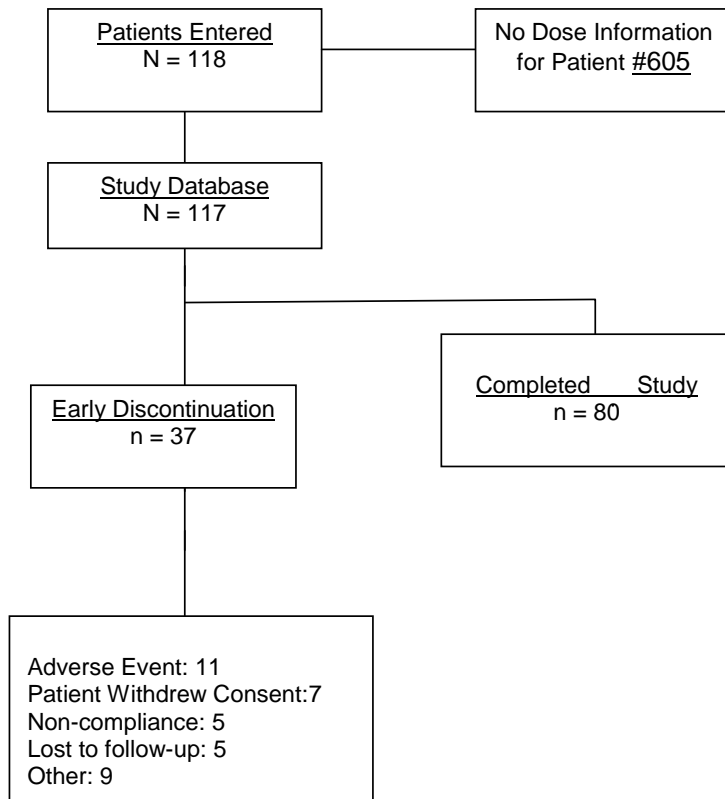 Patients Entered
N = 118
No Dose Information
for Patient #605
Study Database
N = 117
Completed Study
n = 80
Early Discontinuation
n = 37
Adverse Event: 11
Patient Withdrew Consent:7
Non-compliance: 5
Lost to follow-up: 5
Other: 9